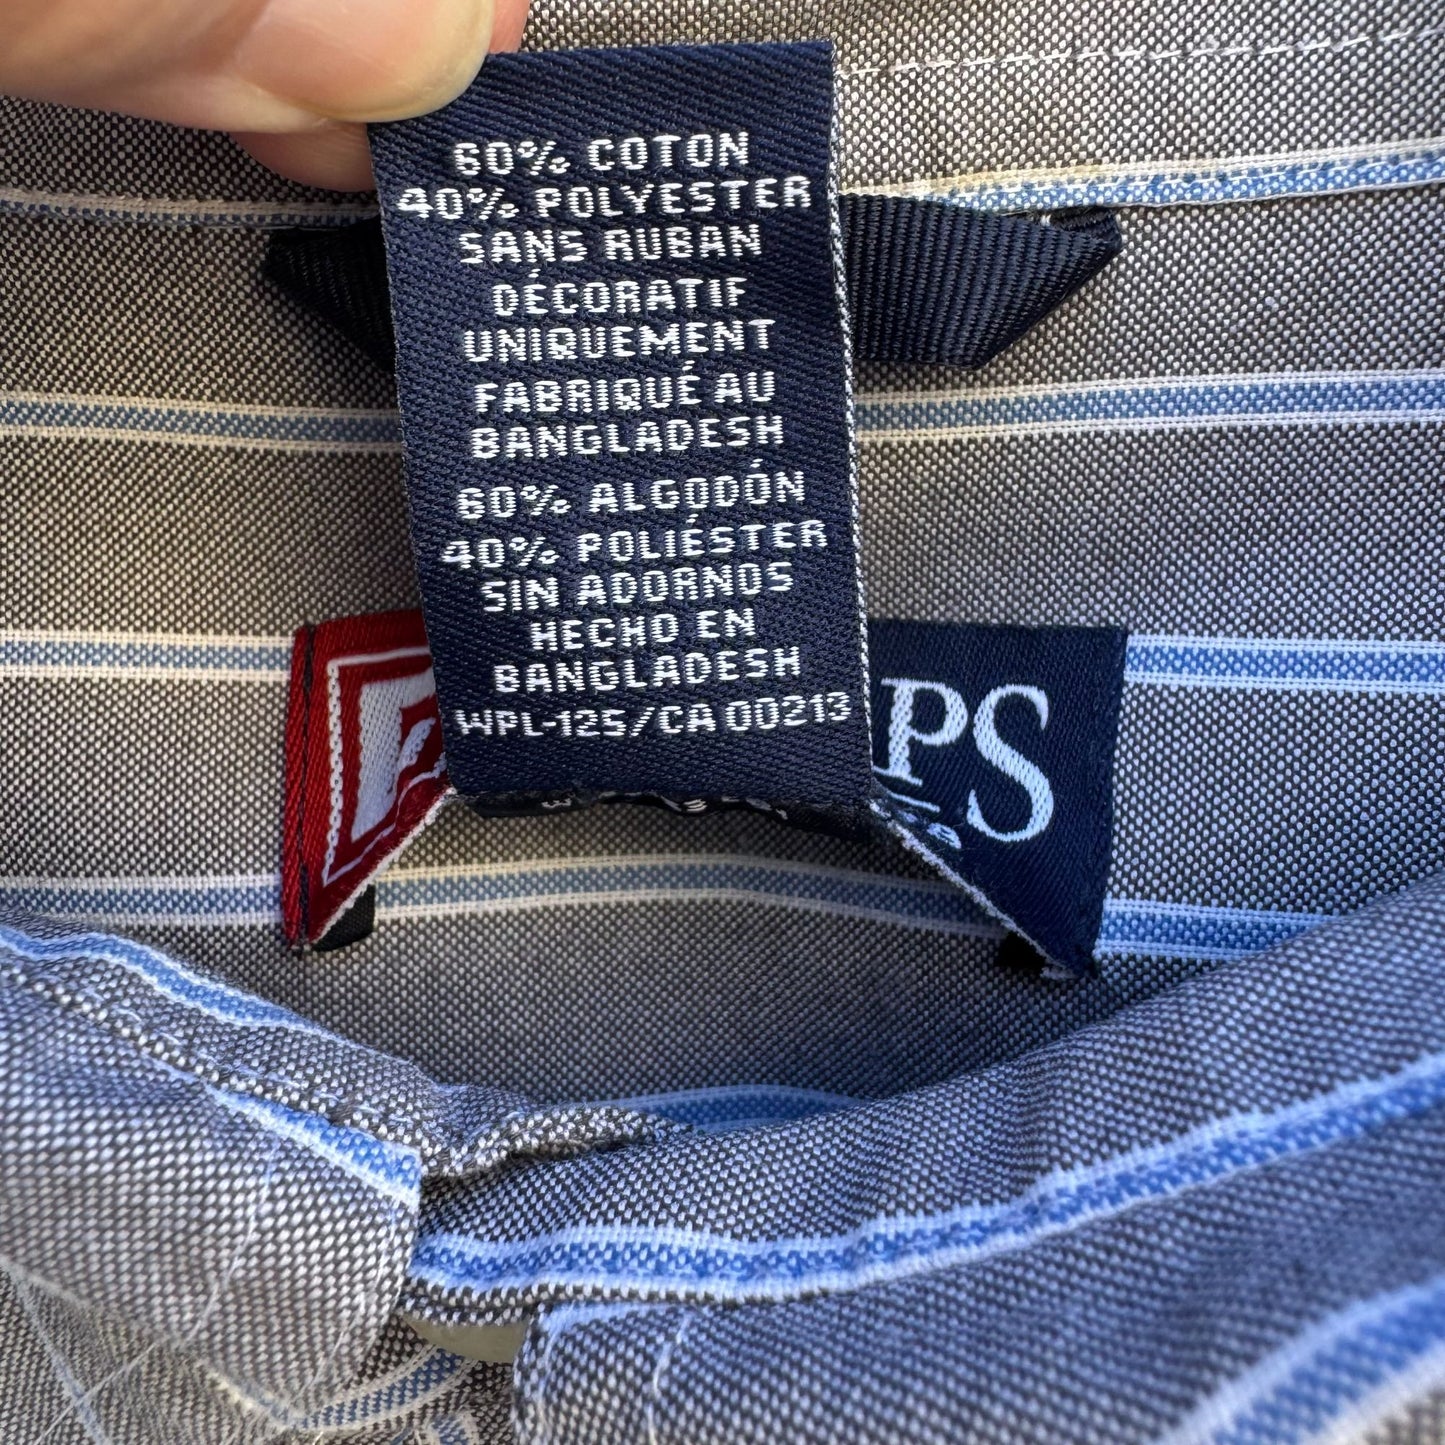 60% COTON
40% POLYESTER
SANS RUBAN
DÉCORATIF
UNIQUEMENT
FABRIQUÉ AU
BANGLADESH
60% ALGODÓN
40% POLIÉSTER
SIN ADORNOS
HECHO EN
BANGLADESH
WPL-125/CA 00213
PS